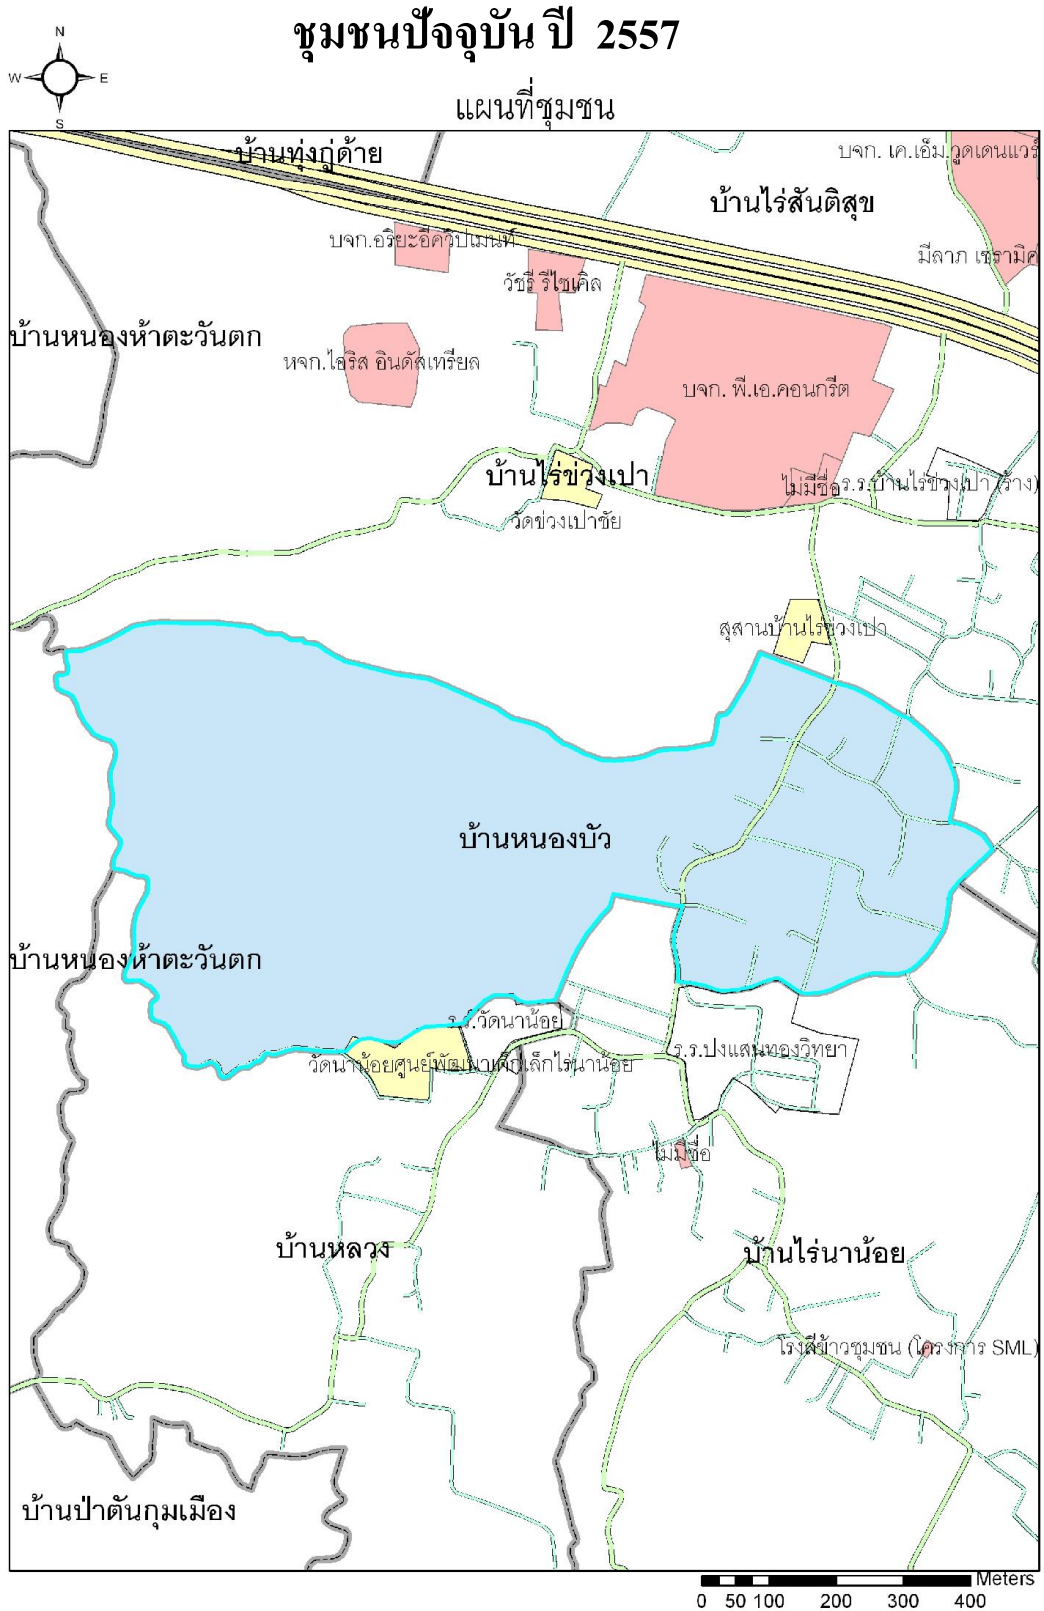 ชุมชนปัจจุบัน ปี 2557
N
W E
S
แผนที่ชุมชน
บ้านทุ่งกู่ด้าย
บจก. เค.เอ็ม.วูดเดนแวร์
บ้านไร่สันติสุข
บจก.อริยะอีควิปเมนท์
มีลาภ เซรามิค
วัชรี รีไซเคิล
บ้านหนองห้าตะวันตก
หจก.ไอริส อินดัสเทรียล
บจก. พี.เอ.คอนกรีต
บ้านไร่ข่วงเปา
ไม่มีชื่อ
ร.ร.บ้านไร่ข่วงเปา (ร้าง)
วัดข่วงเปาชัย
สุสานบ้านไร่ข่วงเปา
บ้านหนองบัว
บ้านหนองห้าตะวันตก
ร.ร.วัดนาน้อย
ร.ร.ปงแสนทองวิทยา
วัดนาน้อย
ศูนย์พัฒนาเด็กเล็กไร่นาน้อย
ไม่มีชื่อ
บ้านหลวง
บ้านไร่นาน้อย
โรงสีข้าวชุมชน (โครงการ SML)
บ้านป่าตันกุมเมือง
Meters
0 50 100 200 300 400